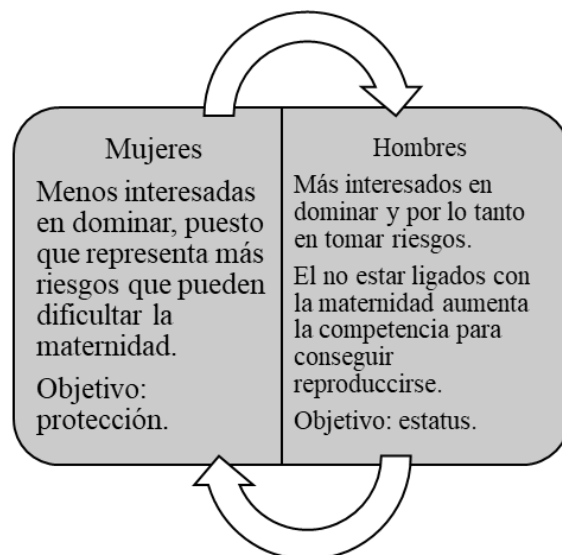 Mujeres
Menos interesadas
en dominar, puesto
que representa más
riesgos que pueden
dificultar la
maternidad.
Objetivo:
protección.
Hombres
Más interesados en
dominar y por lo tanto
en tomar riesgos.
El no estar ligados con
la maternidad aumenta
la competencia para
conseguir
reproduccirse.
Objetivo: estatus.